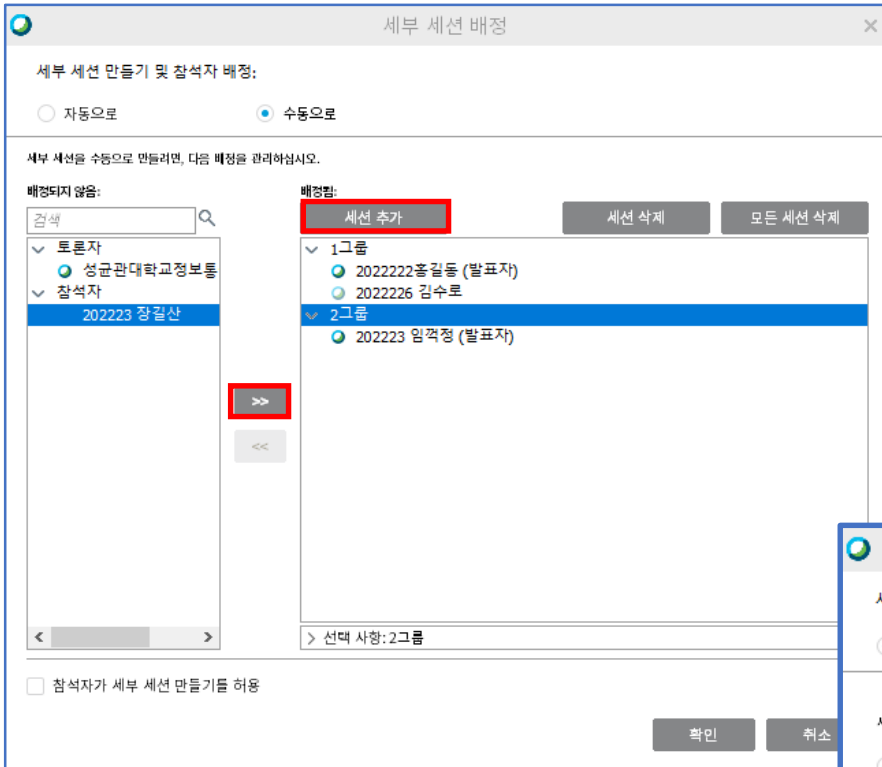 세부 세션 배정
세부 세션 만들기 및 참석자 배정:
자동으로
수동으로
세부 세션을 수동으로 만들려면, 다음 배정을 관리하십시오.
배정되지 않음:
배정됨:
검색
세션 추가
세션 삭제
모든 세션 삭제
토론자
성균관대학교정보통
참석자
202223 장길산
1그룹
2022222홍길동 (발표자)
2022226 김수로
2그룹
202223 임꺽정 (발표자)
>>
<<
> 선택 사항: 2그룹
참석자가 세부 세션 만들기를 허용
확인
취소